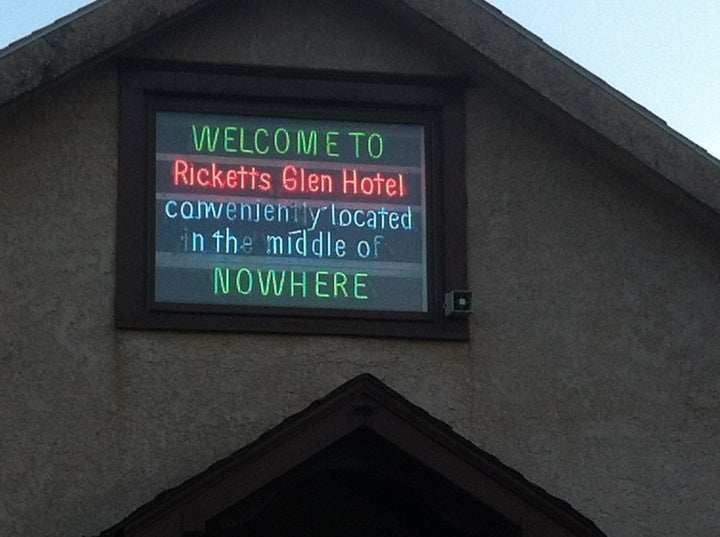 WELCOME TO
Ricketts Glen Hotel
conveniently located
in the middle of
NOWHERE